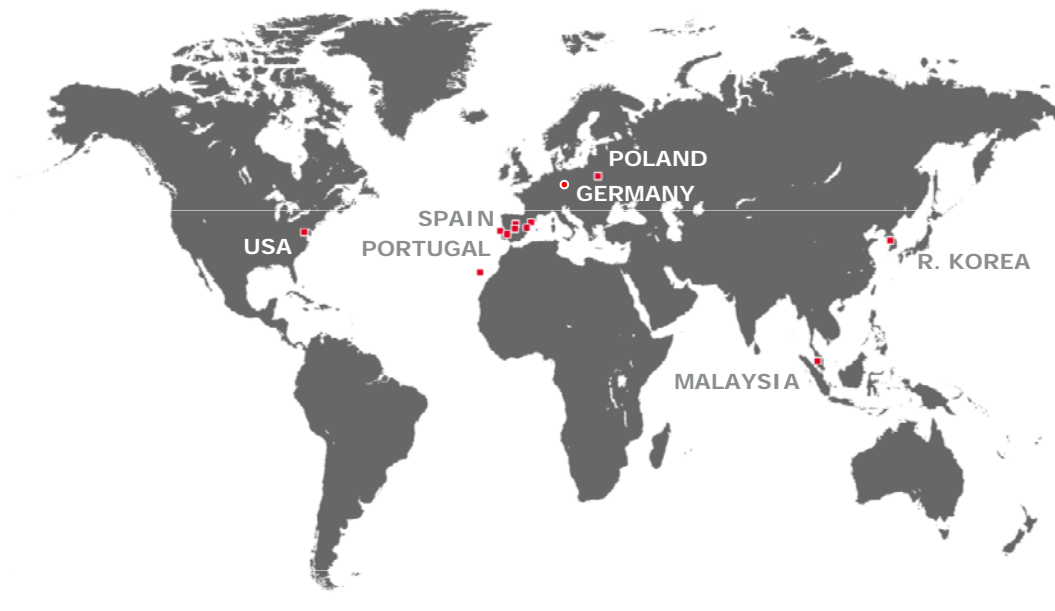 POLAND
GERMANY
SPAIN
USA
PORTUGAL
R. KOREA
MALAYSIA